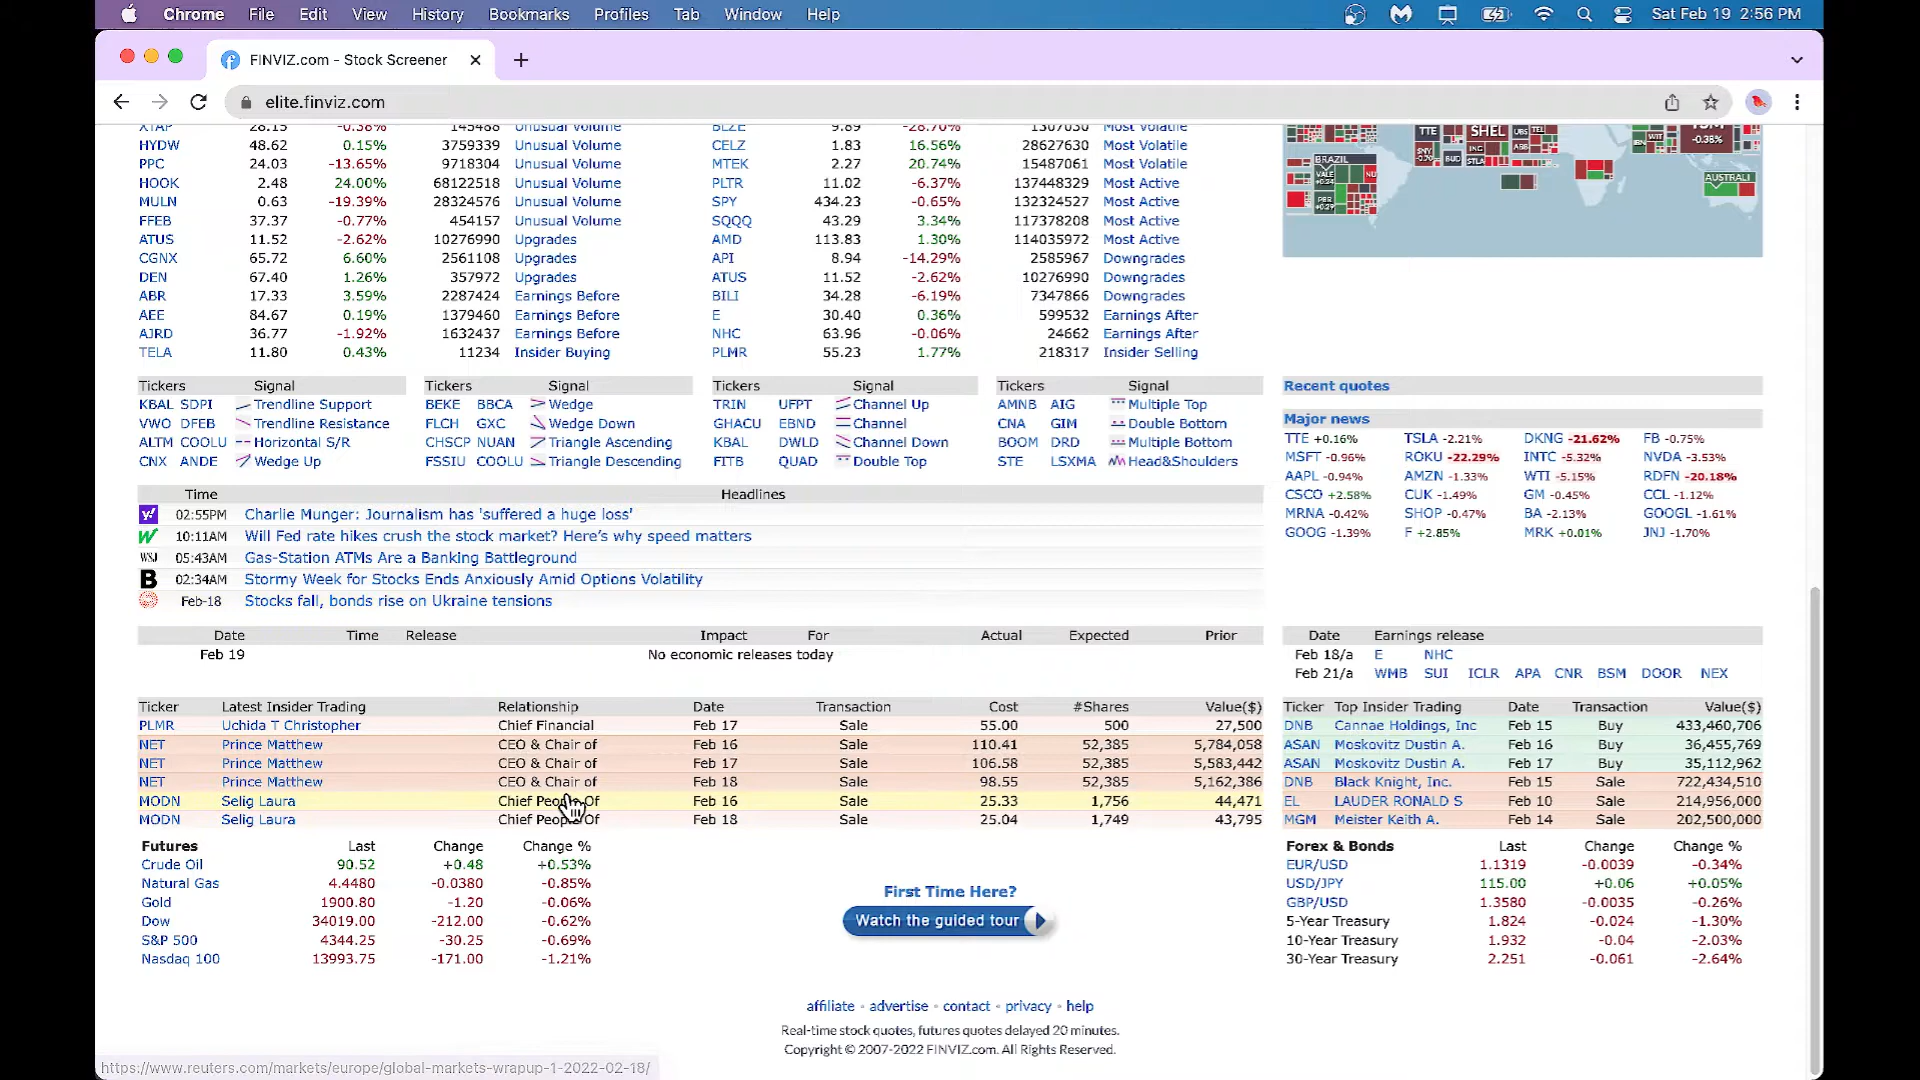 Chrome File Edit View History Bookmarks Profiles Tab Window Help Sat Feb 19 2:56 PM
FINVIZ.com - Stock Screener
elite.finviz.com
XTAP 28.15 -0.38% 145488 Unusual Volume BLZE 9.89 -28.70% 1307030 Most Volatile
HYDW 48.62 0.15% 3759339 Unusual Volume CELZ 1.83 16.56% 28627630 Most Volatile
PPC 24.03 -13.65% 9718304 Unusual Volume MTEK 2.27 20.74% 15487061 Most Volatile
HOOK 2.48 24.00% 68122518 Unusual Volume PLTR 11.02 -6.37% 137448329 Most Active
MULN 0.63 -19.39% 28324576 Unusual Volume SPY 434.23 -0.65% 132324527 Most Active
FFEB 37.37 -0.77% 454157 Unusual Volume SQQQ 43.29 3.34% 117378208 Most Active
ATUS 11.52 -2.62% 10276990 Upgrades AMD 113.83 1.30% 114035972 Most Active
CGNX 65.72 6.60% 2561108 Upgrades API 8.94 -14.29% 2585967 Downgrades
DEN 67.40 1.26% 357972 Upgrades ATUS 11.52 -2.62% 10276990 Downgrades
ABR 17.33 3.59% 2287424 Earnings Before BILI 34.28 -6.19% 7347866 Downgrades
AEE 84.67 0.19% 1379460 Earnings Before E 30.40 0.36% 599532 Earnings After
AJRD 36.77 -1.92% 1632437 Earnings Before NHC 63.96 -0.06% 24662 Earnings After
TELA 11.80 0.43% 11234 Insider Buying PLMR 55.23 1.77% 218317 Insider Selling
TTE SHEL UBS TEL
-0.38%
BUD STLA
BRAZIL
VALE
PBR
AUSTRALI
Tickers Signal Tickers Signal Tickers Signal Tickers Signal
KBAL SDPI Trendline Support BEKE BBCA Wedge TRIN UFPT Channel Up AMNB AIG Multiple Top
VWO DFEB Trendline Resistance FLCH GXC Wedge Down GHACU EBND Channel CNA GIM Double Bottom
ALTM COOLU Horizontal S/R CHSCP NUAN Triangle Ascending KBAL DWLD Channel Down BOOM DRD Multiple Bottom
CNX ANDE Wedge Up FSSIU COOLU Triangle Descending FITB QUAD Double Top STE LSXMA Head&Shoulders
Recent quotes
Major news
TTE +0.16% TSLA -2.21% DKNG -21.62% FB -0.75%
MSFT -0.96% ROKU -22.29% INTC -5.32% NVDA -3.53%
AAPL -0.94% AMZN -1.33% WTI -5.15% RDFN -20.18%
CSCO +2.58% CUK -1.49% GM -0.45% CCL -1.12%
MRNA -0.42% SHOP -0.47% BA -2.13% GOOGL -1.61%
GOOG -1.39% F +2.85% MRK +0.01% JNJ -1.70%
Time Headlines
y! 02:55PM Charlie Munger: Journalism has 'suffered a huge loss'
10:11AM Will Fed rate hikes crush the stock market? Here's why speed matters
WSJ 05:43AM Gas-Station ATMs Are a Banking Battleground
B 02:34AM Stormy Week for Stocks Ends Anxiously Amid Options Volatility
Feb-18 Stocks fall, bonds rise on Ukraine tensions
Date Time Release Impact For Actual Expected Prior
Feb 19 No economic releases today
Date Earnings release
Feb 18/a E NHC
Feb 21/a WMB SUI ICLR APA CNR BSM DOOR NEX
Ticker Latest Insider Trading Relationship Date Transaction Cost #Shares Value($)
PLMR Uchida T Christopher Chief Financial Feb 17 Sale 55.00 500 27,500
NET Prince Matthew CEO & Chair of Feb 16 Sale 110.41 52,385 5,784,058
NET Prince Matthew CEO & Chair of Feb 17 Sale 106.58 52,385 5,583,442
NET Prince Matthew CEO & Chair of Feb 18 Sale 98.55 52,385 5,162,386
MODN Selig Laura Chief People Of Feb 16 Sale 25.33 1,756 44,471
MODN Selig Laura Chief People Of Feb 18 Sale 25.04 1,749 43,795
Ticker Top Insider Trading Date Transaction Value($)
DNB Cannae Holdings, Inc Feb 15 Buy 433,460,706
ASAN Moskovitz Dustin A. Feb 16 Buy 36,455,769
ASAN Moskovitz Dustin A. Feb 17 Buy 35,112,962
DNB Black Knight, Inc. Feb 15 Sale 722,434,510
EL LAUDER RONALD S Feb 10 Sale 214,956,000
MGM Meister Keith A. Feb 14 Sale 202,500,000
Futures Last Change Change %
Crude Oil 90.52 +0.48 +0.53%
Natural Gas 4.4480 -0.0380 -0.85%
Gold 1900.80 -1.20 -0.06%
Dow 34019.00 -212.00 -0.62%
S&P 500 4344.25 -30.25 -0.69%
Nasdaq 100 13993.75 -171.00 -1.21%
First Time Here?
Watch the guided tour
Forex & Bonds Last Change Change %
EUR/USD 1.1319 -0.0039 -0.34%
USD/JPY 115.00 +0.06 +0.05%
GBP/USD 1.3580 -0.0035 -0.26%
5-Year Treasury 1.824 -0.024 -1.30%
10-Year Treasury 1.932 -0.04 -2.03%
30-Year Treasury 2.251 -0.061 -2.64%
affiliate • advertise • contact • privacy • help
Real-time stock quotes, futures quotes delayed 20 minutes.
Copyright © 2007-2022 FINVIZ.com. All Rights Reserved.
https://www.reuters.com/markets/europe/global-markets-wrapup-1-2022-02-18/